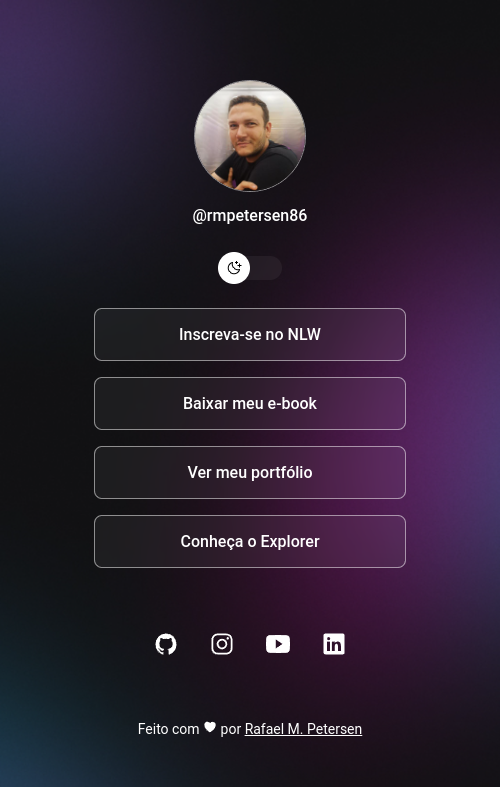 @rmpetersen86
Inscreva-se no NLW
Baixar meu e-book
Ver meu portfólio
Conheça o Explorer
Feito com ♥ por Rafael M. Petersen